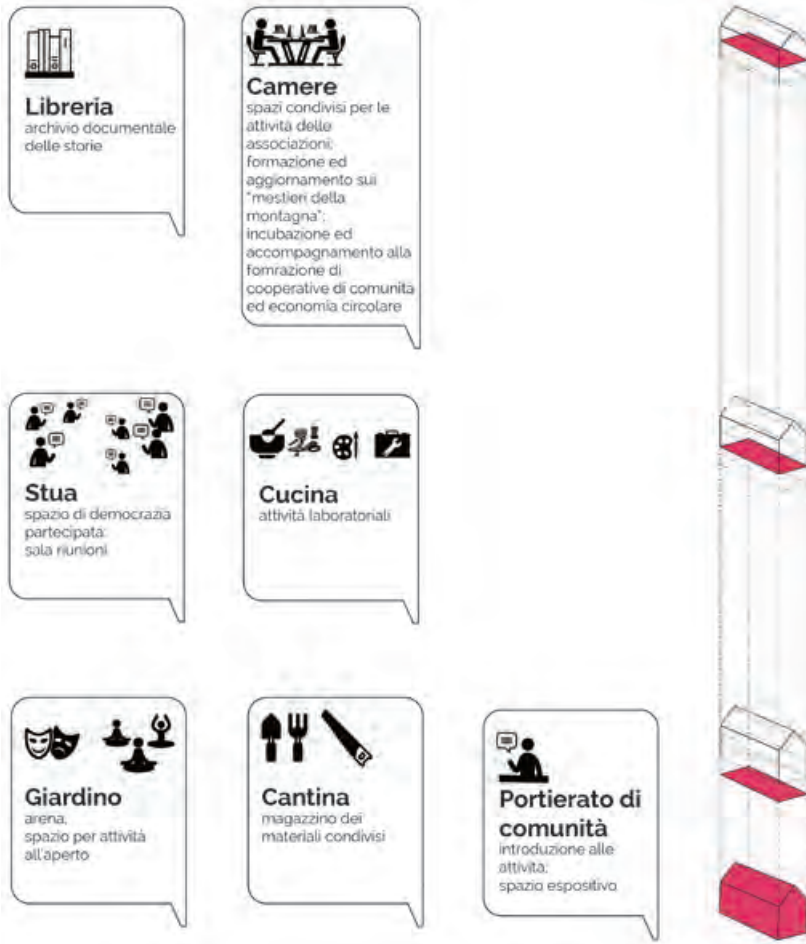 Libreria
archivio documentale
delle storie
Camere
spazi condivisi per le
attività delle
associazioni;
formazione ed
aggiornamento sui
"mestieri della
montagna";
incubazione ed
accompagnamento alla
fomrazione di
cooperative di comunità
ed economia circolare
Stua
spazio di democrazia
partecipata;
sala riunioni
Cucina
attività laboratoriali
Giardino
arena,
spazio per attività
all'aperto
Cantina
magazzino dei
materiali condivisi
Portierato di
comunità
introduzione alle
attività;
spazio espositivo